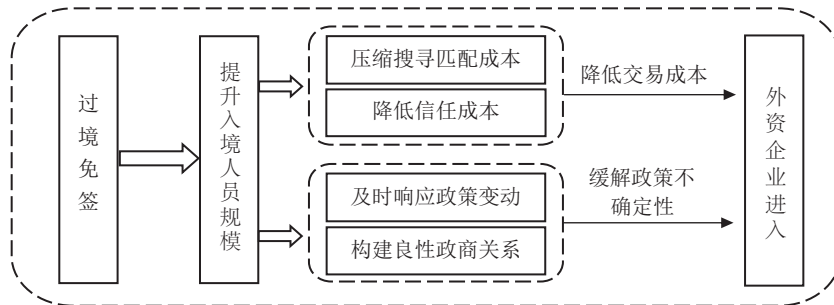 过境免签
提升入境人员规模
压缩搜寻匹配成本
降低信任成本
及时响应政策变动
构建良性政商关系
降低交易成本
缓解政策不
确定性
外资企业进入